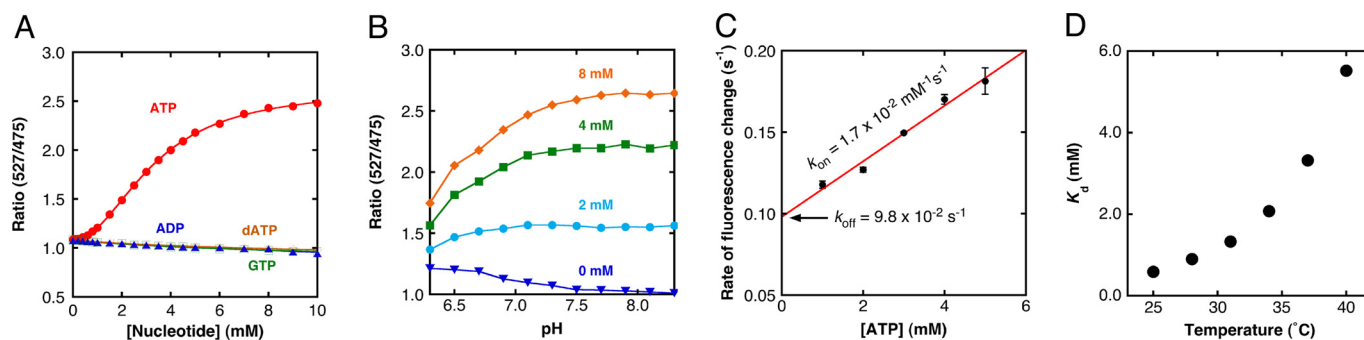 A
Ratio (527/475)
3.0
2.5
2.0
1.5
1.0
0.5
ATP
ADP
dATP
GTP
0 2 4 6 8 10
[Nucleotide] (mM)
B
Ratio (527/475)
3.0
2.5
2.0
1.5
1.0
8 mM
4 mM
2 mM
0 mM
6.5 7.0 7.5 8.0
pH
C
Rate of fluorescence change (s⁻¹)
0.20
0.15
0.10
0.05
kon = 1.7 x 10⁻² mM⁻¹s⁻¹
koff = 9.8 x 10⁻² s⁻¹
0 2 4 6
[ATP] (mM)
D
Kd (mM)
6.0
4.0
2.0
0.0
25 30 35 40
Temperature (˚C)